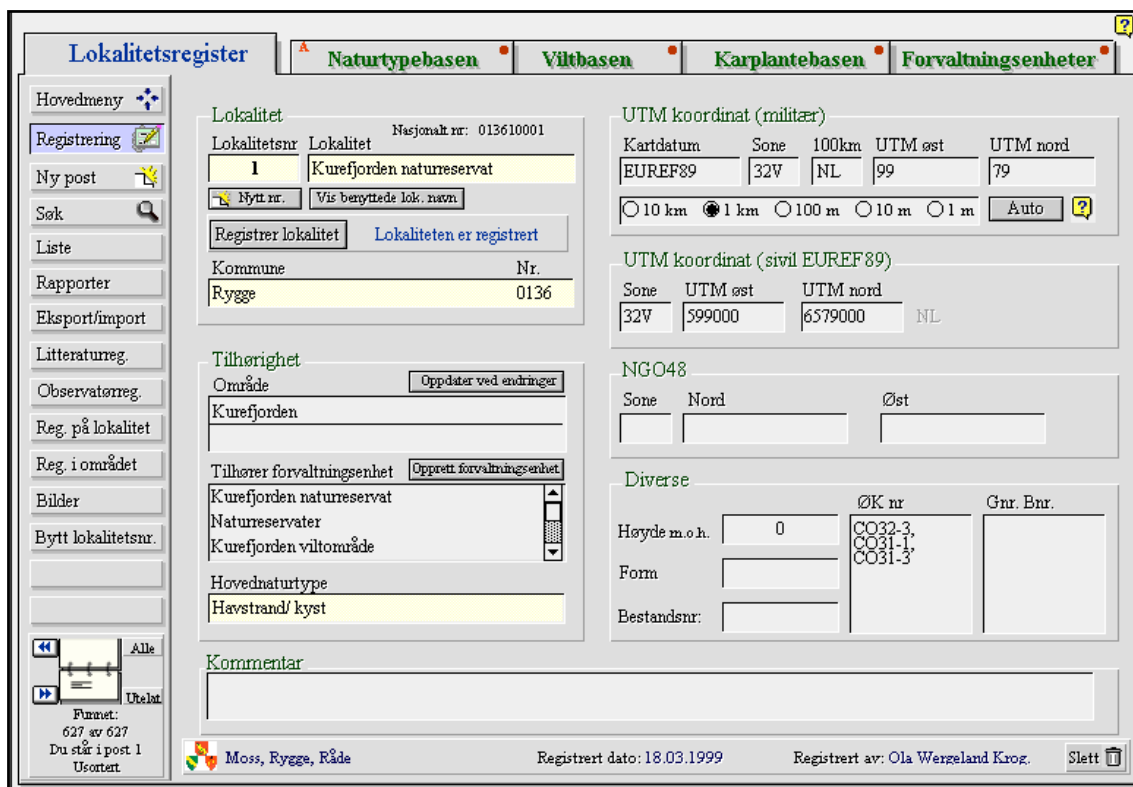 ?
Lokalitetsregister
A
Naturtypebasen
Viltbasen
Karplantebasen
Forvaltningsenheter
Hovedmeny
Registrering
Ny post
Søk
Liste
Rapporter
Eksport/import
Litteraturreg.
Observatørreg.
Reg. på lokalitet
Reg. i området
Bilder
Bytt lokalitetsnr.
Alle
Utelat
Funnet:
627 av 627
Du står i post 1
Usortert
Lokalitet
Nasjonalt nr: 013610001
Lokalitetsnr Lokalitet
1 Kurefjorden naturreservat
Nytt nr. Vis benyttede lok. navn
Registrer lokalitet Lokaliteten er registrert
Kommune Nr.
Rygge 0136
Tilhørighet
Område Oppdater ved endringer
Kurefjorden
Tilhører forvaltningsenhet Opprett forvaltningsenhet
Kurefjorden naturreservat
Naturreservater
Kurefjorden viltområde
Hovednaturtype
Havstrand/ kyst
UTM koordinat (militær)
Kartdatum Sone 100km UTM øst UTM nord
EUREF89 32V NL 99 79
10 km 1 km 100 m 10 m 1 m Auto ?
UTM koordinat (sivil EUREF89)
Sone UTM øst UTM nord
32V 599000 6579000 NL
NGO48
Sone Nord Øst
Diverse
ØK nr Gnr. Bnr.
Høyde m.o.h. 0
CO32-3,
CO31-1,
CO31-3
Form
Bestandsnr:
Kommentar
Moss, Rygge, Råde Registrert dato: 18.03.1999 Registrert av: Ola Wergeland Krog. Slett